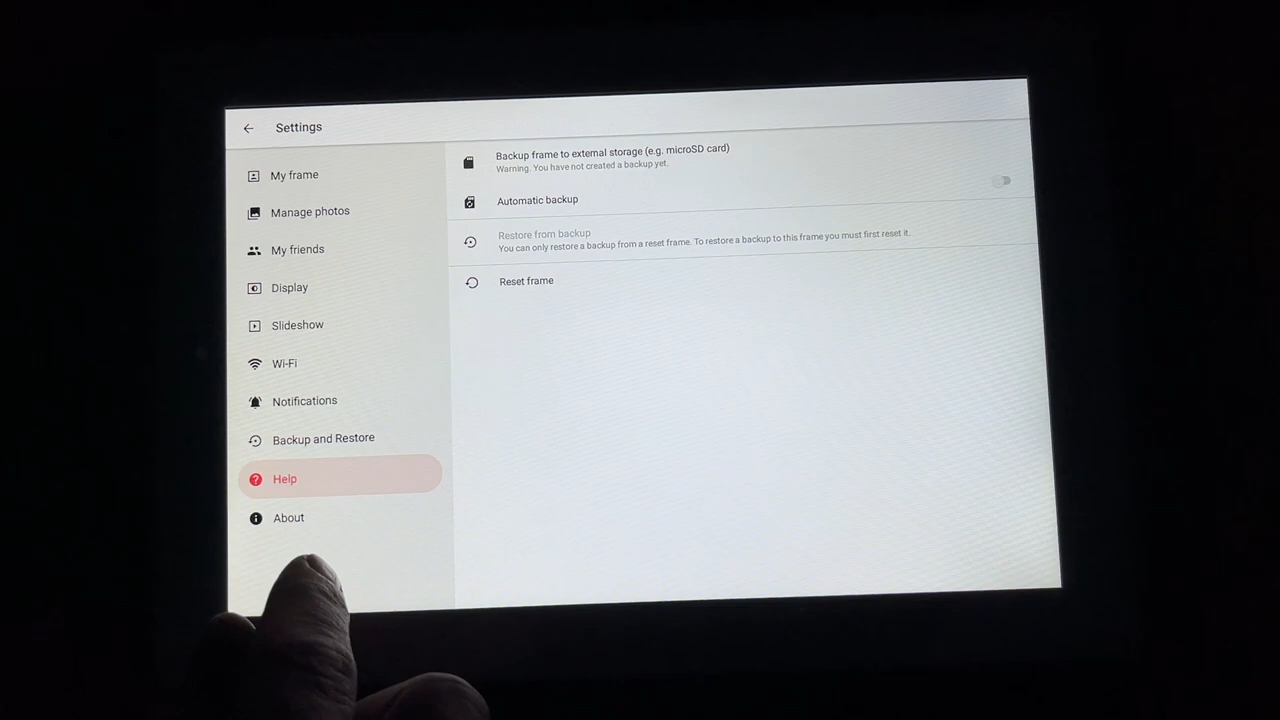 Settings
My frame
Manage photos
My friends
Display
Slideshow
Wi-Fi
Notifications
Backup and Restore
Help
About
Backup frame to external storage (e.g. microSD card)
Warning. You have not created a backup yet.
Automatic backup
Restore from backup
You can only restore a backup from a reset frame. To restore a backup to this frame you must first reset it.
Reset frame